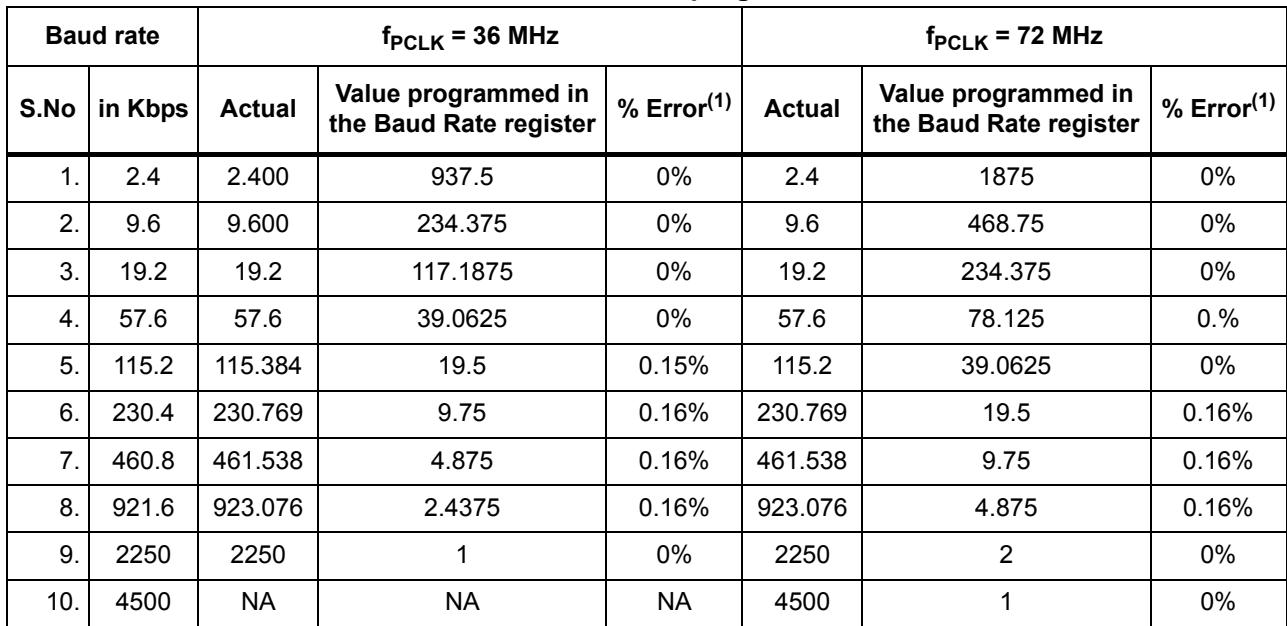 Baud rate f_PCLK = 36 MHz f_PCLK = 72 MHz
S.No in Kbps Actual Value programmed in the Baud Rate register % Error(1) Actual Value programmed in the Baud Rate register % Error(1)
1. 2.4 2.400 937.5 0% 2.4 1875 0%
2. 9.6 9.600 234.375 0% 9.6 468.75 0%
3. 19.2 19.2 117.1875 0% 19.2 234.375 0%
4. 57.6 57.6 39.0625 0% 57.6 78.125 0.%
5. 115.2 115.384 19.5 0.15% 115.2 39.0625 0%
6. 230.4 230.769 9.75 0.16% 230.769 19.5 0.16%
7. 460.8 461.538 4.875 0.16% 461.538 9.75 0.16%
8. 921.6 923.076 2.4375 0.16% 923.076 4.875 0.16%
9. 2250 2250 1 0% 2250 2 0%
10. 4500 NA NA NA 4500 1 0%